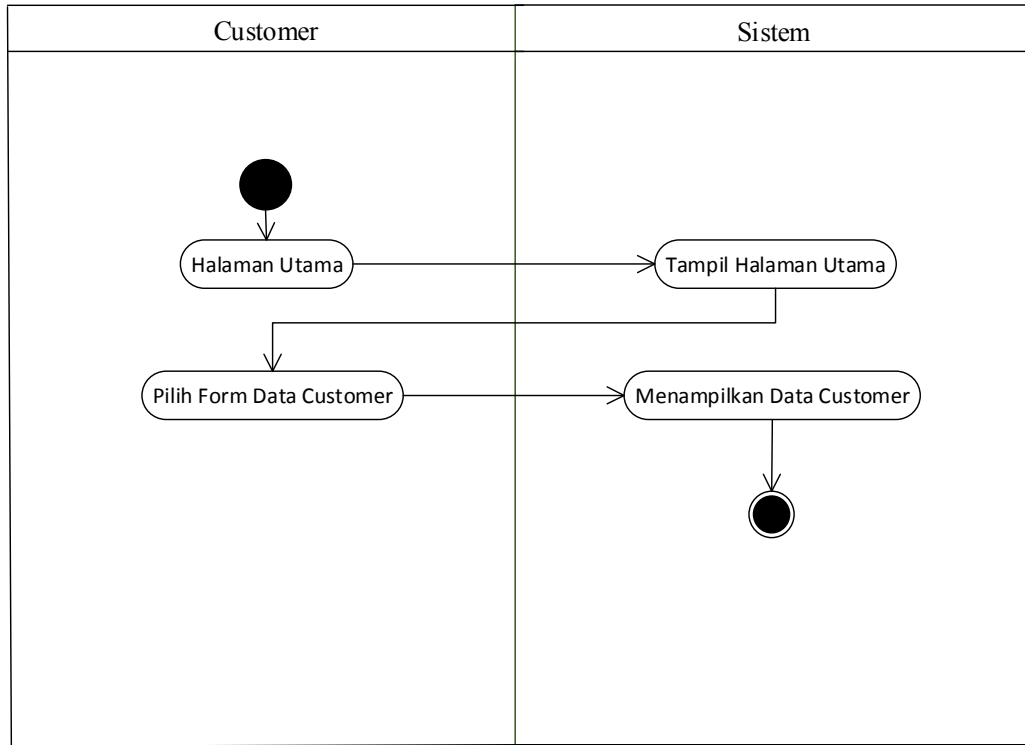 Customer
Sistem
Halaman Utama
Tampil Halaman Utama
Pilih Form Data Customer
Menampilkan Data Customer